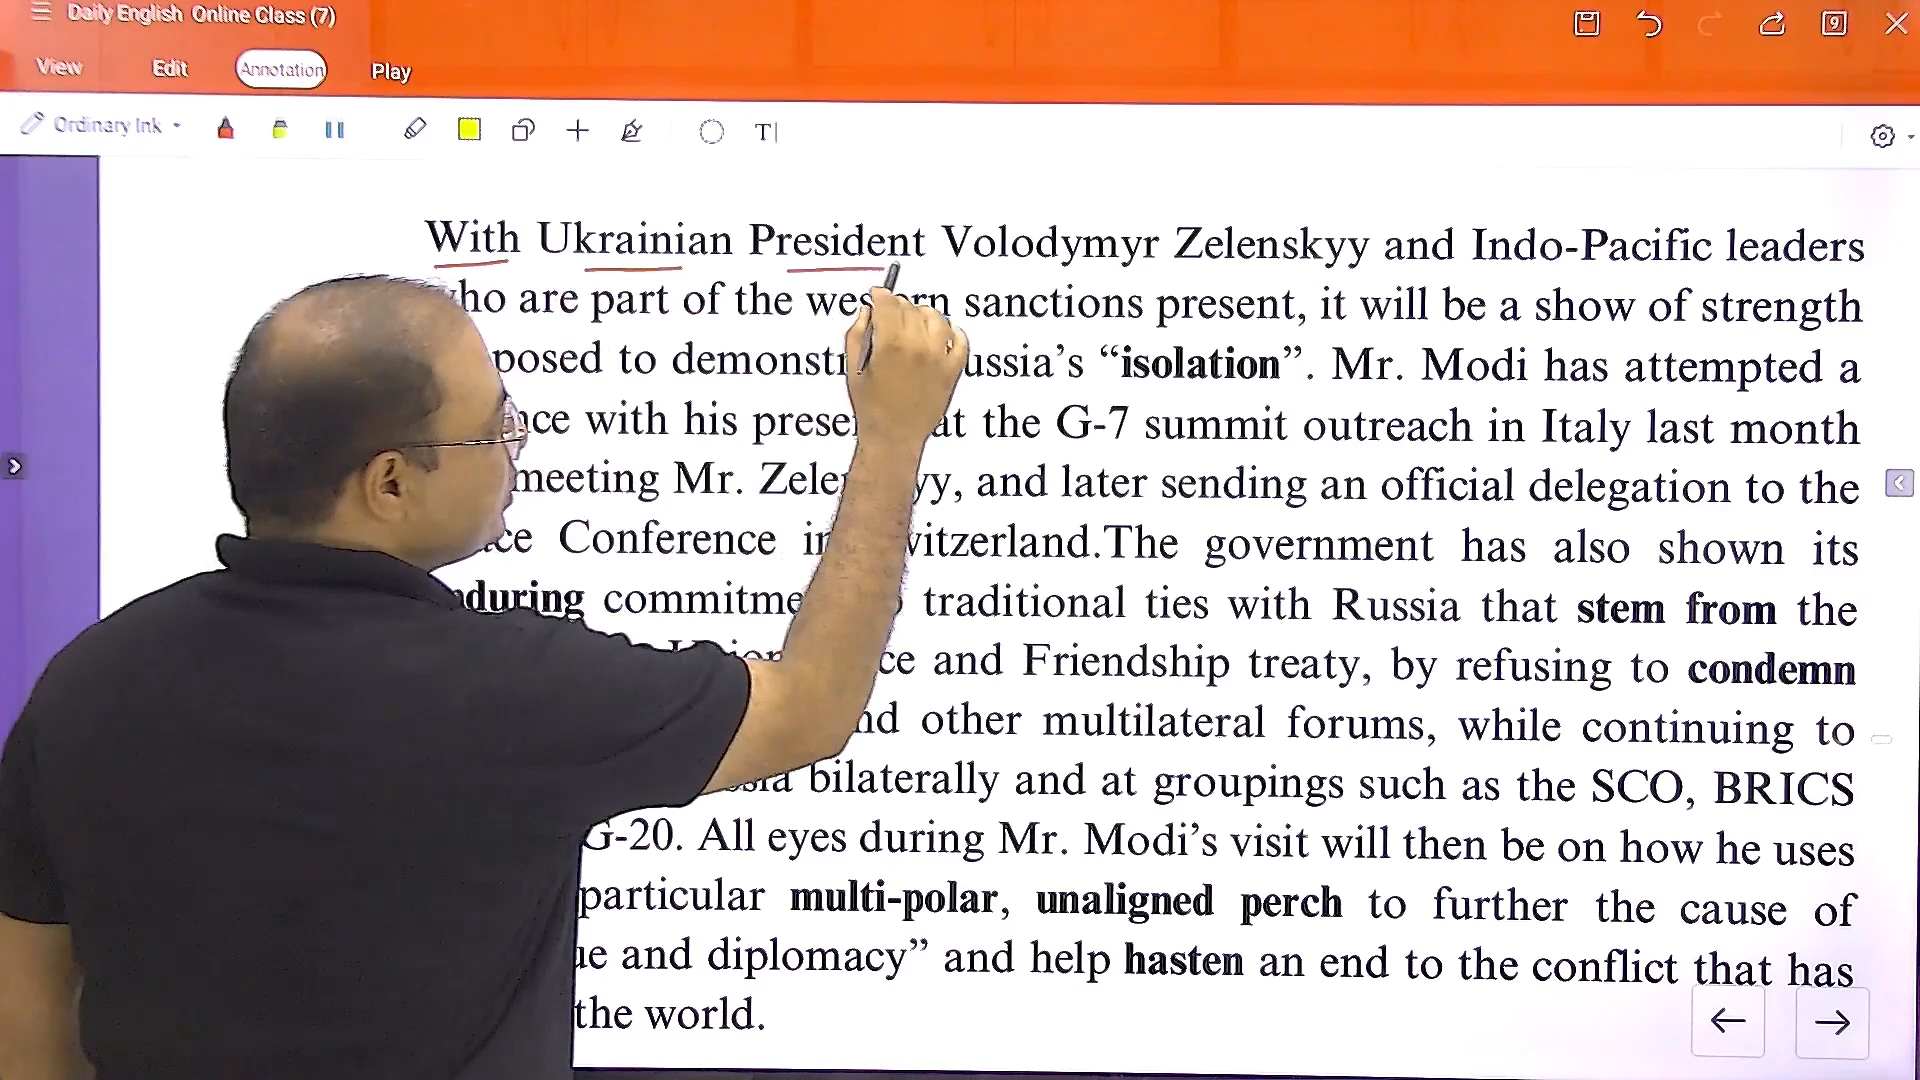 Daily English Online Class (7)
View Edit Annotation Play
Ordinary Ink
With Ukrainian President Volodymyr Zelenskyy and Indo-Pacific leaders
who are part of the western sanctions present, it will be a show of strength
posed to demonstr ussia’s “isolation”. Mr. Modi has attempted a
nce with his prese at the G-7 summit outreach in Italy last month
meeting Mr. Zele yy, and later sending an official delegation to the
ce Conference in witzerland.The government has also shown its
during commitme traditional ties with Russia that stem from the
ce and Friendship treaty, by refusing to condemn
nd other multilateral forums, while continuing to
bilaterally and at groupings such as the SCO, BRICS
G-20. All eyes during Mr. Modi’s visit will then be on how he uses
particular multi-polar, unaligned perch to further the cause of
ue and diplomacy” and help hasten an end to the conflict that has
the world.